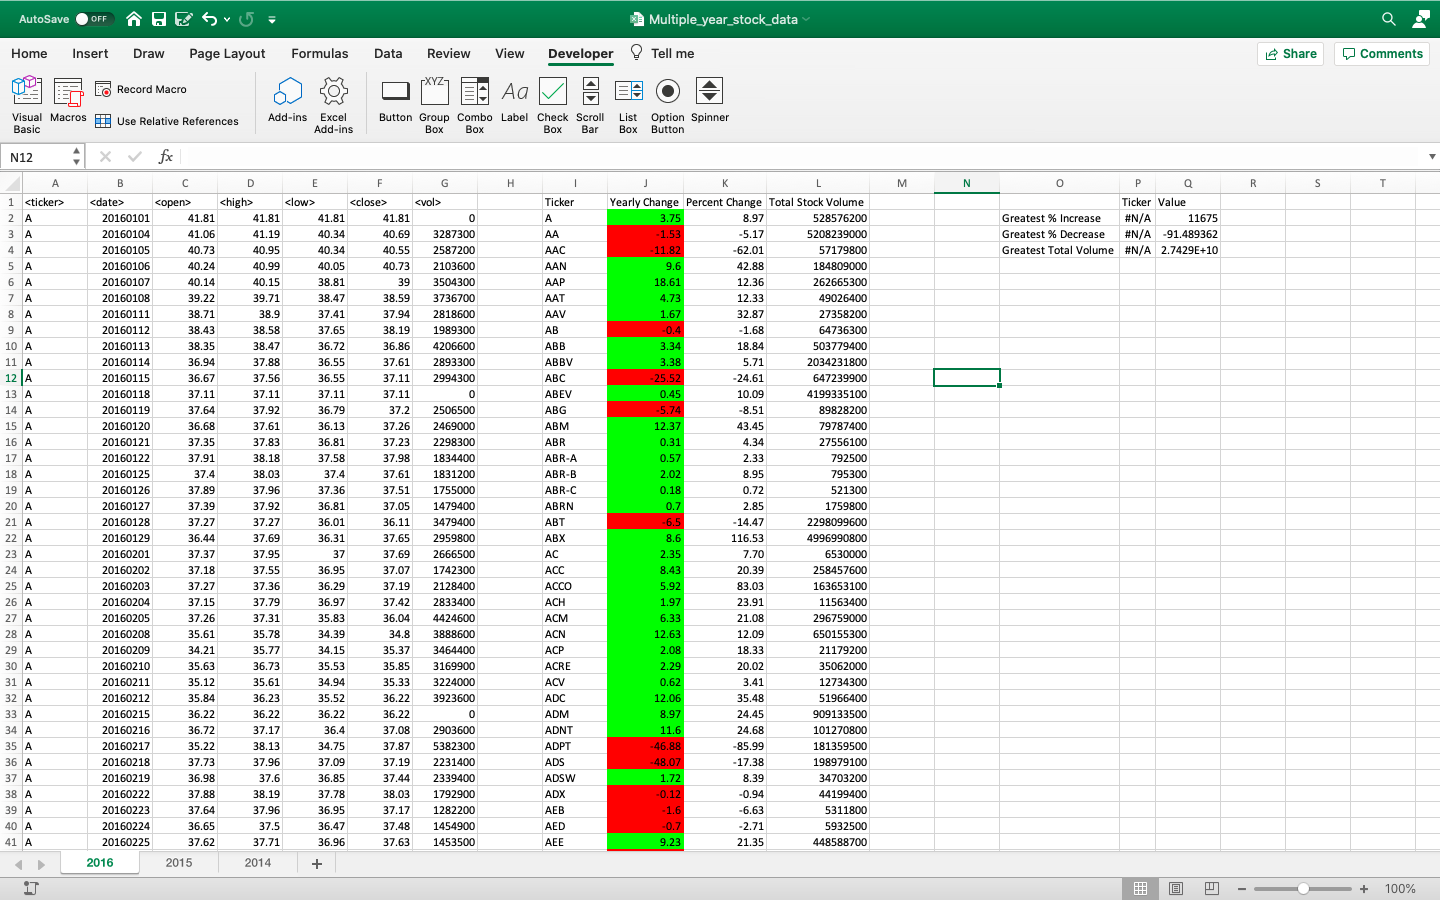 AutoSave OFF Multiple_year_stock_data
Home Insert Draw Page Layout Formulas Data Review View Developer Tell me Share Comments
Visual Basic Macros Record Macro Use Relative References Add-ins Excel Add-ins Button Group Box Combo Box Label Check Box Scroll Bar List Box Option Button Spinner
XYZ Aa
N12 fx
A B C D E F G H I J K L M N O P Q R S T
1 <ticker> <date> <open> <high> <low> <close> <vol> Ticker Yearly Change Percent Change Total Stock Volume Ticker Value
2 A 20160101 41.81 41.81 41.81 41.81 0 A 3.75 8.97 528576200 Greatest % Increase #N/A 11675
3 A 20160104 41.06 41.19 40.34 40.69 3287300 AA -1.53 -5.17 5208239000 Greatest % Decrease #N/A -91.489362
4 A 20160105 40.73 40.95 40.34 40.55 2587200 AAC -11.82 -62.01 57179800 Greatest Total Volume #N/A 2.7429E+10
5 A 20160106 40.24 40.99 40.05 40.73 2103600 AAN 9.6 42.88 184809000
6 A 20160107 40.14 40.15 38.81 39 3504300 AAP 18.61 12.36 262665300
7 A 20160108 39.22 39.71 38.47 38.59 3736700 AAT 4.73 12.33 49026400
8 A 20160111 38.71 38.9 37.41 37.94 2818600 AAV 1.67 32.87 27358200
9 A 20160112 38.43 38.58 37.65 38.19 1989300 AB -0.4 -1.68 64736300
10 A 20160113 38.35 38.47 36.72 36.86 4206600 ABB 3.34 18.84 503779400
11 A 20160114 36.94 37.88 36.55 37.61 2893300 ABBV 3.38 5.71 2034231800
12 A 20160115 36.67 37.56 36.55 37.11 2994300 ABC -25.52 -24.61 647239900
13 A 20160118 37.11 37.11 37.11 37.11 0 ABEV 0.45 10.09 4199335100
14 A 20160119 37.64 37.92 36.79 37.2 2506500 ABG -5.74 -8.51 89828200
15 A 20160120 36.68 37.61 36.13 37.26 2469000 ABM 12.37 43.45 79787400
16 A 20160121 37.35 37.83 36.81 37.23 2298300 ABR 0.31 4.34 27556100
17 A 20160122 37.91 38.18 37.58 37.98 1834400 ABR-A 0.57 2.33 792500
18 A 20160125 37.4 38.03 37.4 37.61 1831200 ABR-B 2.02 8.95 795300
19 A 20160126 37.89 37.96 37.36 37.51 1755000 ABR-C 0.18 0.72 521300
20 A 20160127 37.39 37.92 36.81 37.05 1479400 ABRN 0.7 2.85 1759800
21 A 20160128 37.27 37.27 36.01 36.11 3479400 ABT -6.5 -14.47 2298099600
22 A 20160129 36.44 37.69 36.31 37.65 2959800 ABX 8.6 116.53 4996990800
23 A 20160201 37.37 37.95 37 37.69 2666500 AC 2.35 7.70 6530000
24 A 20160202 37.18 37.55 36.95 37.07 1742300 ACC 8.43 20.39 258457600
25 A 20160203 37.27 37.36 36.29 37.19 2128400 ACCO 5.92 83.03 163653100
26 A 20160204 37.15 37.79 36.97 37.42 2833400 ACH 1.97 23.91 11563400
27 A 20160205 37.26 37.31 35.83 36.04 4424600 ACM 6.33 21.08 296759000
28 A 20160208 35.61 35.78 34.39 34.8 3888600 ACN 12.63 12.09 650155300
29 A 20160209 34.21 35.77 34.15 35.37 3464400 ACP 2.08 18.33 21179200
30 A 20160210 35.63 36.73 35.53 35.85 3169900 ACRE 2.29 20.02 35062000
31 A 20160211 35.12 35.61 34.94 35.33 3224000 ACV 0.62 3.41 12734300
32 A 20160212 35.84 36.23 35.52 36.22 3923600 ADC 12.06 35.48 51966400
33 A 20160215 36.22 36.22 36.22 36.22 0 ADM 8.97 24.45 909133500
34 A 20160216 36.72 37.17 36.4 37.08 2903600 ADNT 11.6 24.68 101270800
35 A 20160217 35.22 38.13 34.75 37.87 5382300 ADPT -46.88 -85.99 181359500
36 A 20160218 37.73 37.96 37.09 37.19 2231400 ADS -48.07 -17.38 198979100
37 A 20160219 36.98 37.6 36.85 37.44 2339400 ADSW 1.72 8.39 34703200
38 A 20160222 37.88 38.19 37.78 38.03 1792900 ADX -0.12 -0.94 44199400
39 A 20160223 37.64 37.96 36.95 37.17 1282200 AEB -1.6 -6.63 5311800
40 A 20160224 36.65 37.5 36.47 37.48 1454900 AED -0.7 -2.71 5932500
41 A 20160225 37.62 37.71 36.96 37.63 1453500 AEE 9.23 21.35 448588700
2016 2015 2014
100%